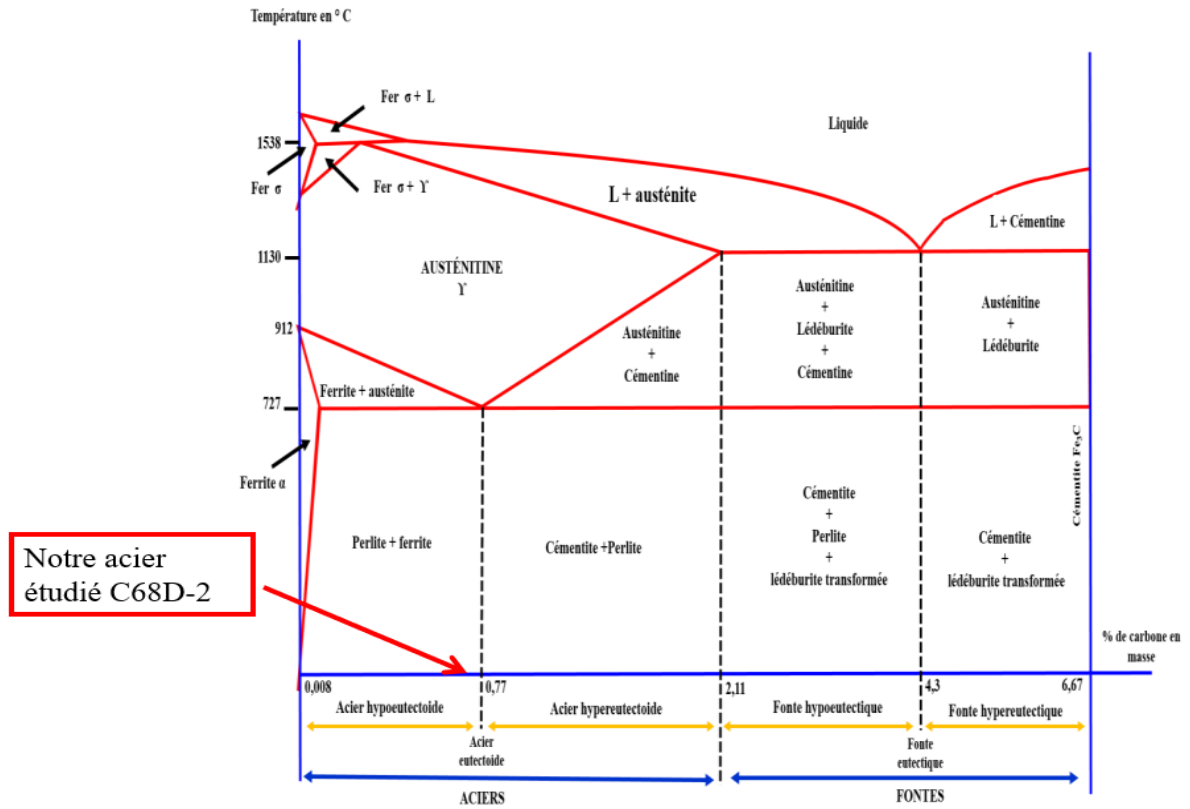 Température en ° C
Fer σ + L
Liquide
1538
Fer σ
Fer σ + ϒ
L + austénite
L + Cémentine
1130
AUSTÉNITINE
ϒ
Austénitine
+
Lédéburite
+
Cémentine
Austénitine
+
Lédéburite
912
Austénitine
+
Cémentine
Ferrite + austénite
727
Ferrite α
Cémentite Fe₃C
Perlite + ferrite
Cémentite +Perlite
Cémentite
+
Perlite
+
lédéburite transformée
Cémentite
+
lédéburite transformée
Notre acier
étudié C68D-2
% de carbone en
masse
0,008
0,77
2,11
4,3
6,67
Acier hypoeutectoide
Acier hypereutectoide
Fonte hypoeutectique
Fonte hypereutectique
Acier
eutectoide
Fonte
eutectique
ACIERS
FONTES